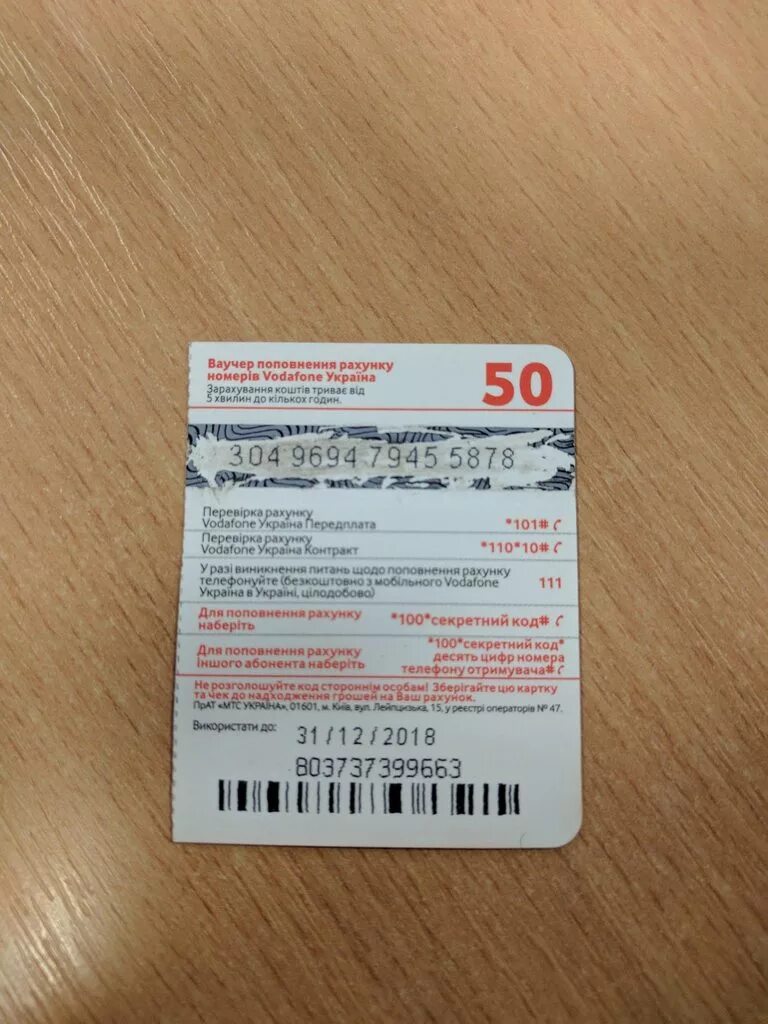 Ваучер поповнення рахунку
номерів Vodafone Україна
Зарахування коштів триває від
5 хвилин до кількох годин.
50
304 9694 7945 5878
Перевірка рахунку
Vodafone Україна Передплата *101#
Перевірка рахунку
Vodafone Україна Контракт *110*10#
У разі виникнення питань щодо поповнення рахунку
телефонуйте (безкоштовно з мобільного Vodafone
Україна в Україні, цілодобово)
111
Для поповнення рахунку
наберіть
*100*секретний код#
Для поповнення рахунку
іншого абонента наберіть
*100*секретний код*
десять цифр номера
телефону отримувача#
Не розголошуйте код стороннім особам! Зберігайте цю картку
та чек до надходження грошей на Ваш рахунок.
ПрАТ «МТС УКРАЇНА», 01601, м. Київ, вул. Лейпцизька, 15, у реєстрі операторів № 47.
Використати до: 31/12/2018
803737399663